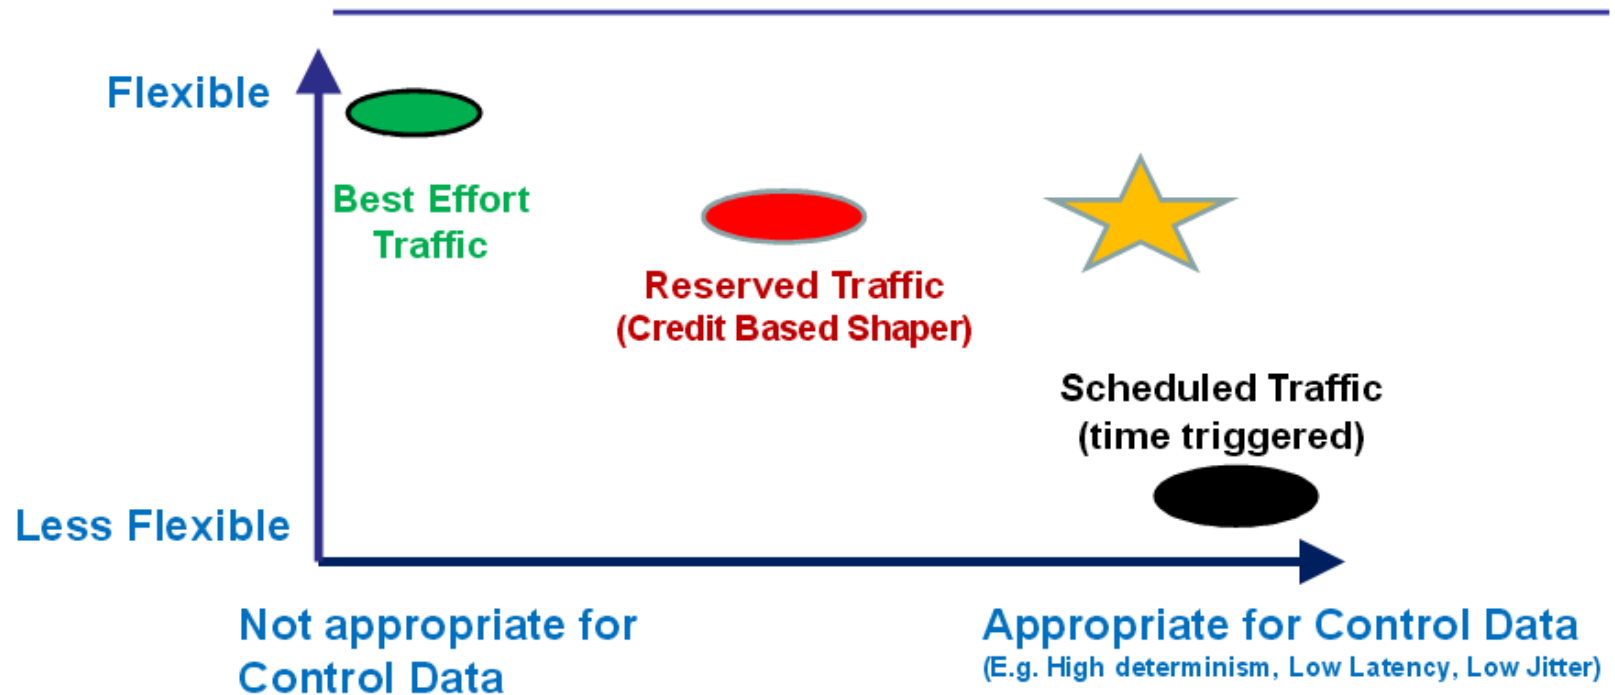 Flexible
Best Effort
Traffic
Reserved Traffic
(Credit Based Shaper)
Scheduled Traffic
(time triggered)
Less Flexible
Not appropriate for
Control Data
Appropriate for Control Data
(E.g. High determinism, Low Latency, Low Jitter)